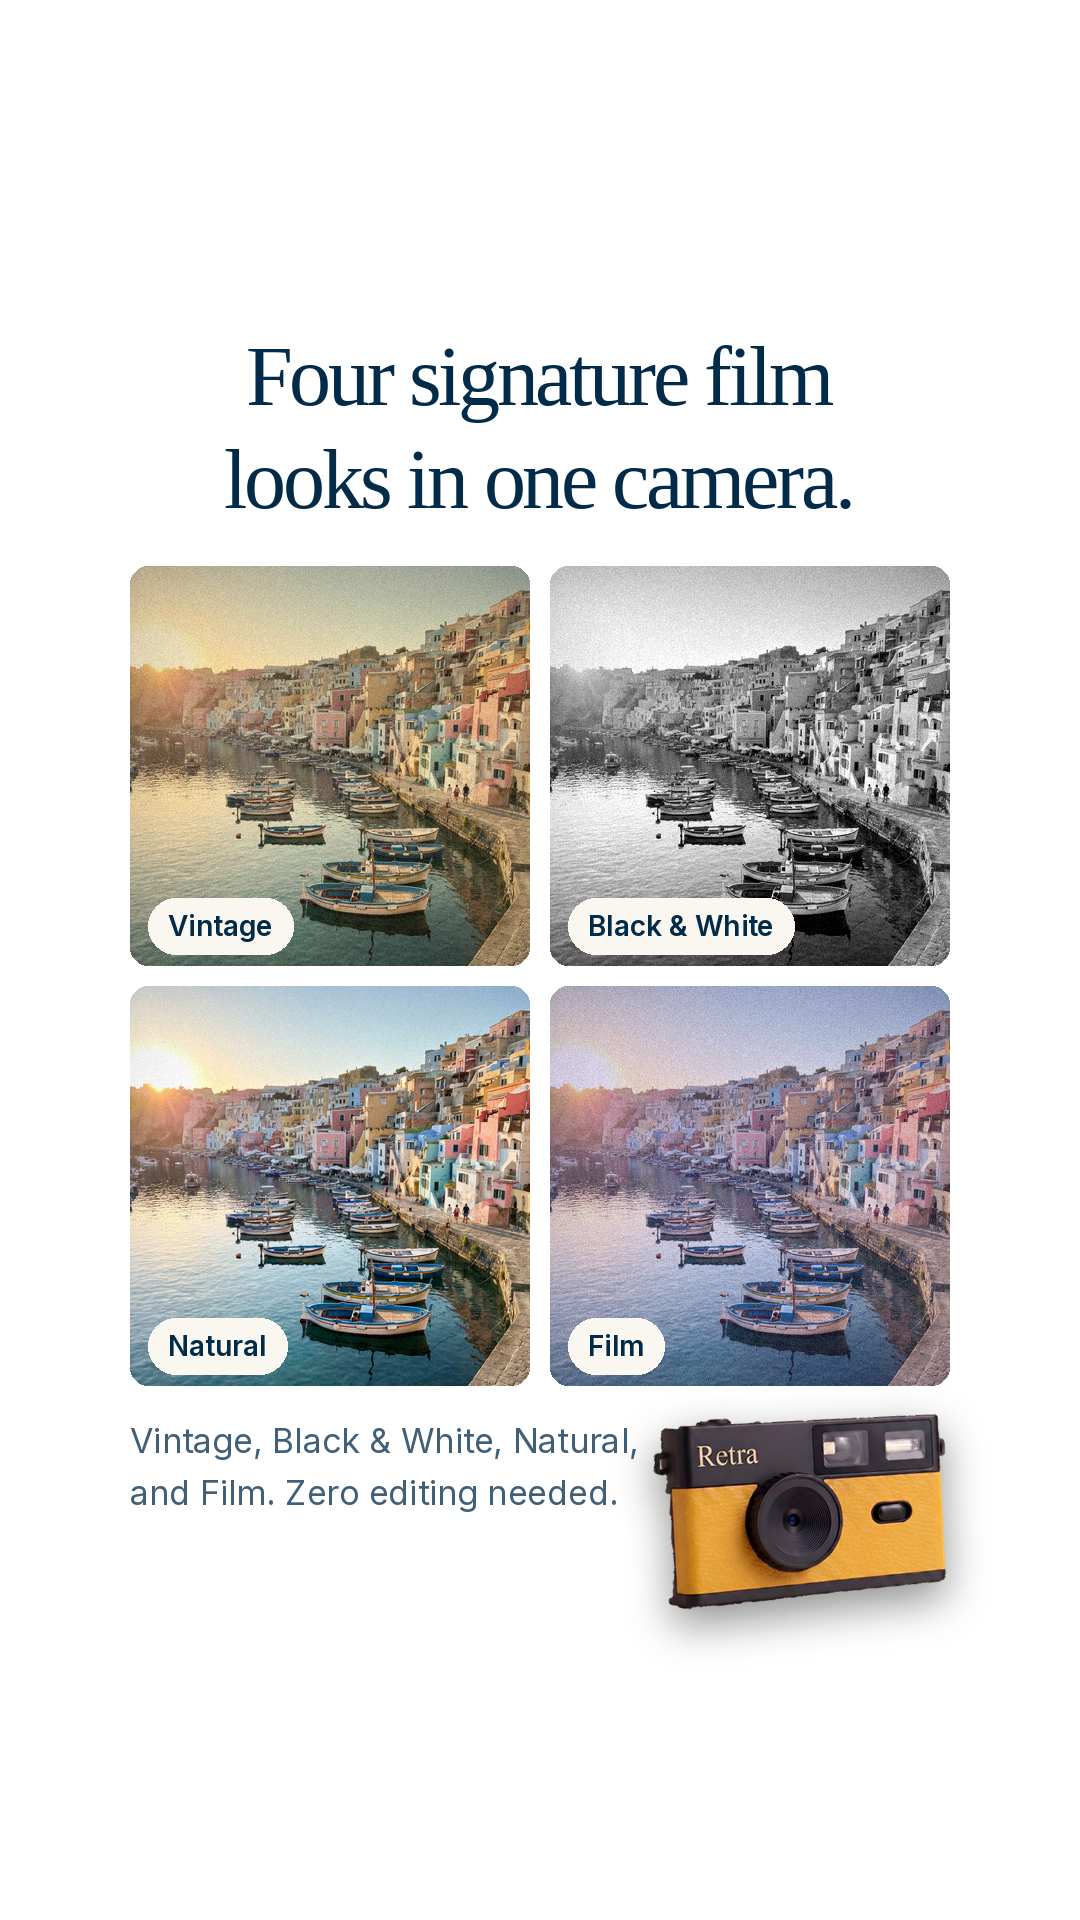 Four signature film
looks in one camera.
Vintage
Black & White
Natural
Film
Vintage, Black & White, Natural,
and Film. Zero editing needed.
Retra